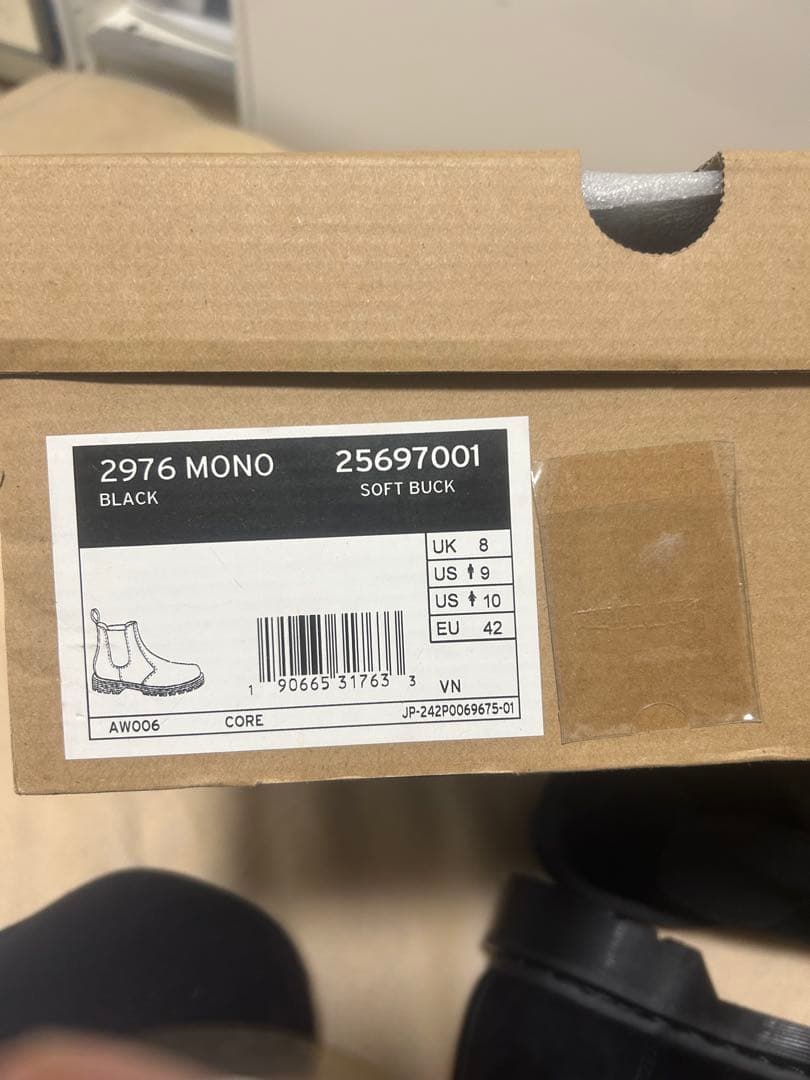 2976 MONO 25697001
BLACK SOFT BUCK
UK 8
US 9
US 10
EU 42
1 90665 31763 3 VN
AW006 CORE JP-242P0069675-01